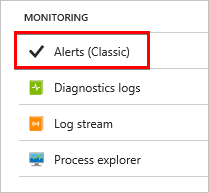 MONITORING
Alerts (Classic)
Diagnostics logs
Log stream
Process explorer